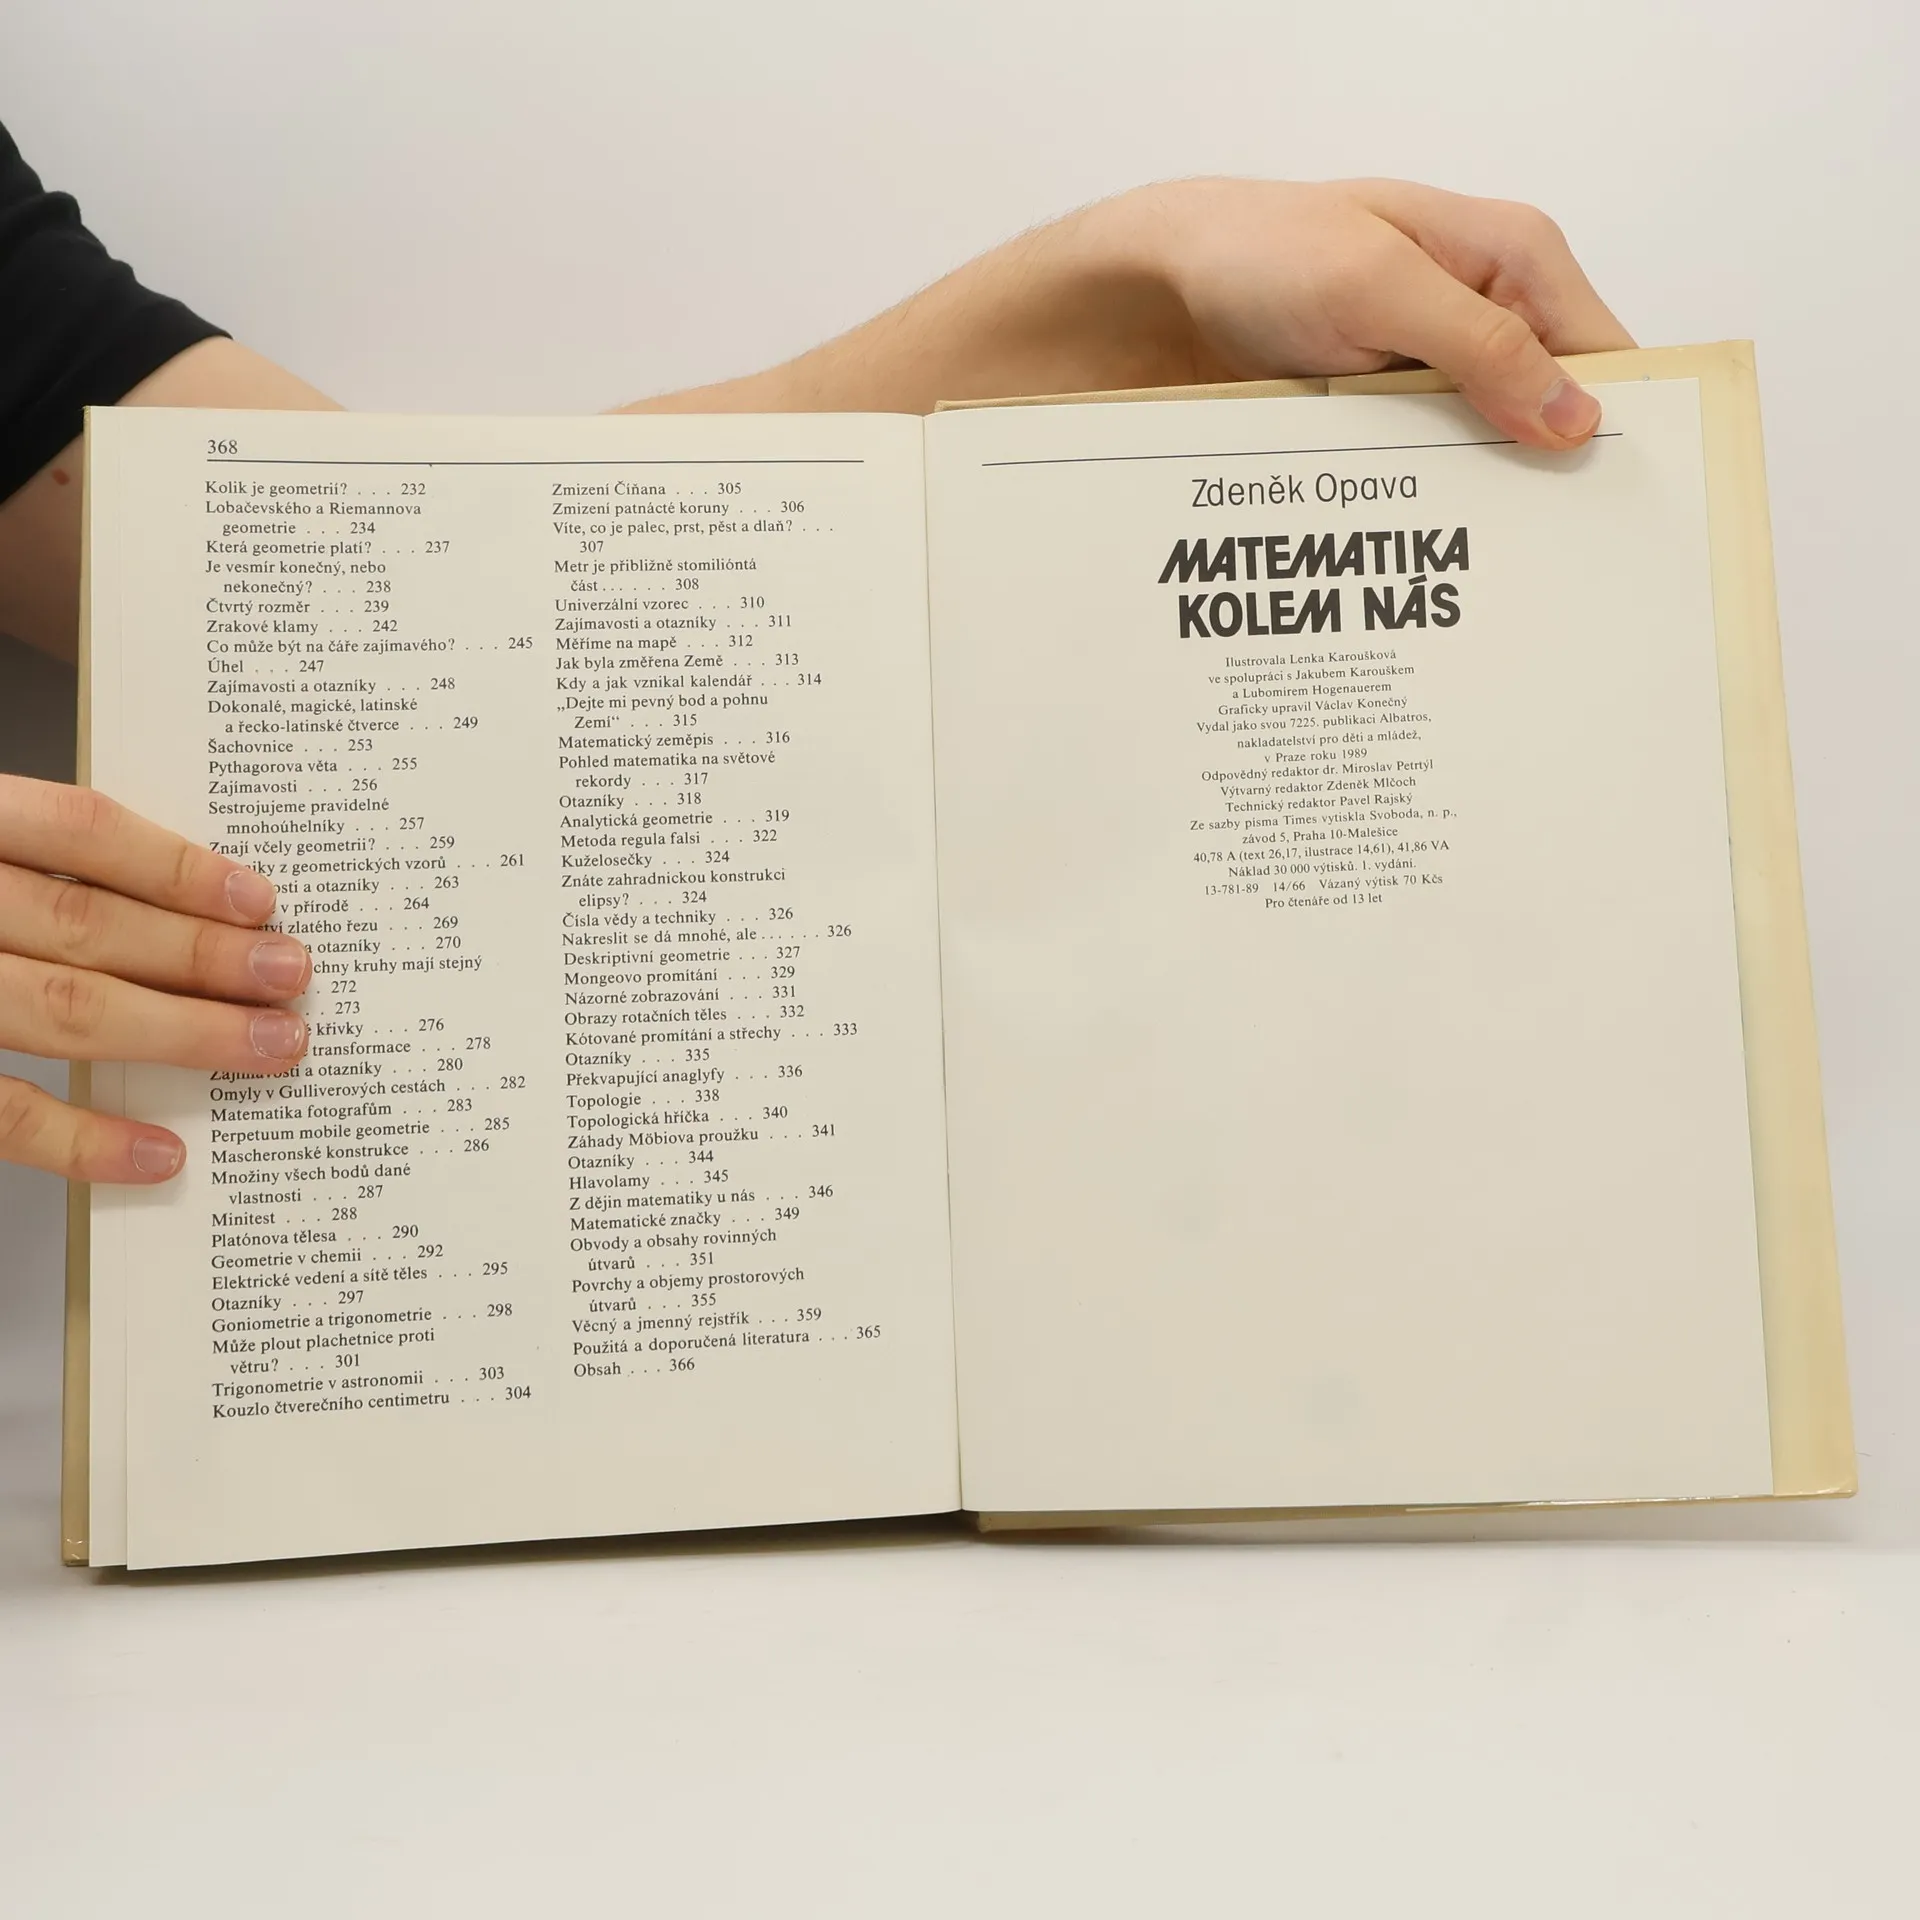 368
Kolik je geometrií? . . . 232
Lobačevského a Riemannova
geometrie . . . 234
Která geometrie platí? . . . 237
Je vesmír konečný, nebo
nekonečný? . . . 238
Čtvrtý rozměr . . . 239
Zrakové klamy . . . 242
Co může být na čáře zajímavého? . . . 245
Úhel . . . 247
Zajímavosti a otazníky . . . 248
Dokonalé, magické, latinské
a řecko-latinské čtverce . . . 249
Šachovnice . . . 253
Pythagorova věta . . . 255
Zajímavosti . . . 256
Sestrojujeme pravidelné
mnohoúhelníky . . . 257
Znají včely geometrii? . . . 259
z geometrických vzorů . . . 261
a otazníky . . . 263
v přírodě . . . 264
zlatého řezu . . . 269
a otazníky . . . 270
kruhy mají stejný
. . 272
. . 273
křivky . . . 276
transformace . . . 278
Zajímavosti a otazníky . . . 280
Omyly v Gulliverových cestách . . . 282
Matematika fotografům . . . 283
Perpetuum mobile geometrie . . . 285
Mascheronské konstrukce . . . 286
Množiny všech bodů dané
vlastnosti . . . 287
Minitest . . . 288
Platónova tělesa . . . 290
Geometrie v chemii . . . 292
Elektrické vedení a sítě těles . . . 295
Otazníky . . . 297
Goniometrie a trigonometrie . . . 298
Může plout plachetnice proti
větru? . . . 301
Trigonometrie v astronomii . . . 303
Kouzlo čtverečního centimetru . . . 304
Zmizení Číňana . . . 305
Zmizení patnácté koruny . . . 306
Víte, co je palec, prst, pěst a dlaň? . . .
307
Metr je přibližně stomilióntá
část . . . . . . 308
Univerzální vzorec . . . 310
Zajímavosti a otazníky . . . 311
Měříme na mapě . . . 312
Jak byla změřena Země . . . 313
Kdy a jak vznikal kalendář . . . 314
„Dejte mi pevný bod a pohnu
Zemí“ . . . 315
Matematický zeměpis . . . 316
Pohled matematika na světové
rekordy . . . 317
Otazníky . . . 318
Analytická geometrie . . . 319
Metoda regula falsi . . . 322
Kuželosečky . . . 324
Znáte zahradnickou konstrukci
elipsy? . . . 324
Čísla vědy a techniky . . . 326
Nakreslit se dá mnohé, ale . . . . . . 326
Deskriptivní geometrie . . . 327
Mongeovo promítání . . . 329
Názorné zobrazování . . . 331
Obrazy rotačních těles . . . 332
Kótované promítání a střechy . . . 333
Otazníky . . . 335
Překvapující anaglyfy . . . 336
Topologie . . . 338
Topologická hříčka . . . 340
Záhady Möbiova proužku . . . 341
Otazníky . . . 344
Hlavolamy . . . 345
Z dějin matematiky u nás . . . 346
Matematické značky . . . 349
Obvody a obsahy rovinných
útvarů . . . 351
Povrchy a objemy prostorových
útvarů . . . 355
Věcný a jmenný rejstřík . . . 359
Použitá a doporučená literatura . . . 365
Obsah . . . 366
Zdeněk Opava
MATEMATIKA
KOLEM NÁS
Ilustrovala Lenka Karoušková
ve spolupráci s Jakubem Karouškem
a Lubomírem Hogenauerem
Graficky upravil Václav Konečný
Vydal jako svou 7225. publikaci Albatros,
nakladatelství pro děti a mládež,
v Praze roku 1989
Odpovědný redaktor dr. Miroslav Petrtýl
Výtvarný redaktor Zdeněk Mlčoch
Technický redaktor Pavel Rajský
Ze sazby písma Times vytiskla Svoboda, n. p.,
závod 5, Praha 10-Malešice
40,78 A (text 26,17, ilustrace 14,61), 41,86 VA
Náklad 30 000 výtisků. 1. vydání.
13-781-89 14/66 Vázaný výtisk 70 Kčs
Pro čtenáře od 13 let